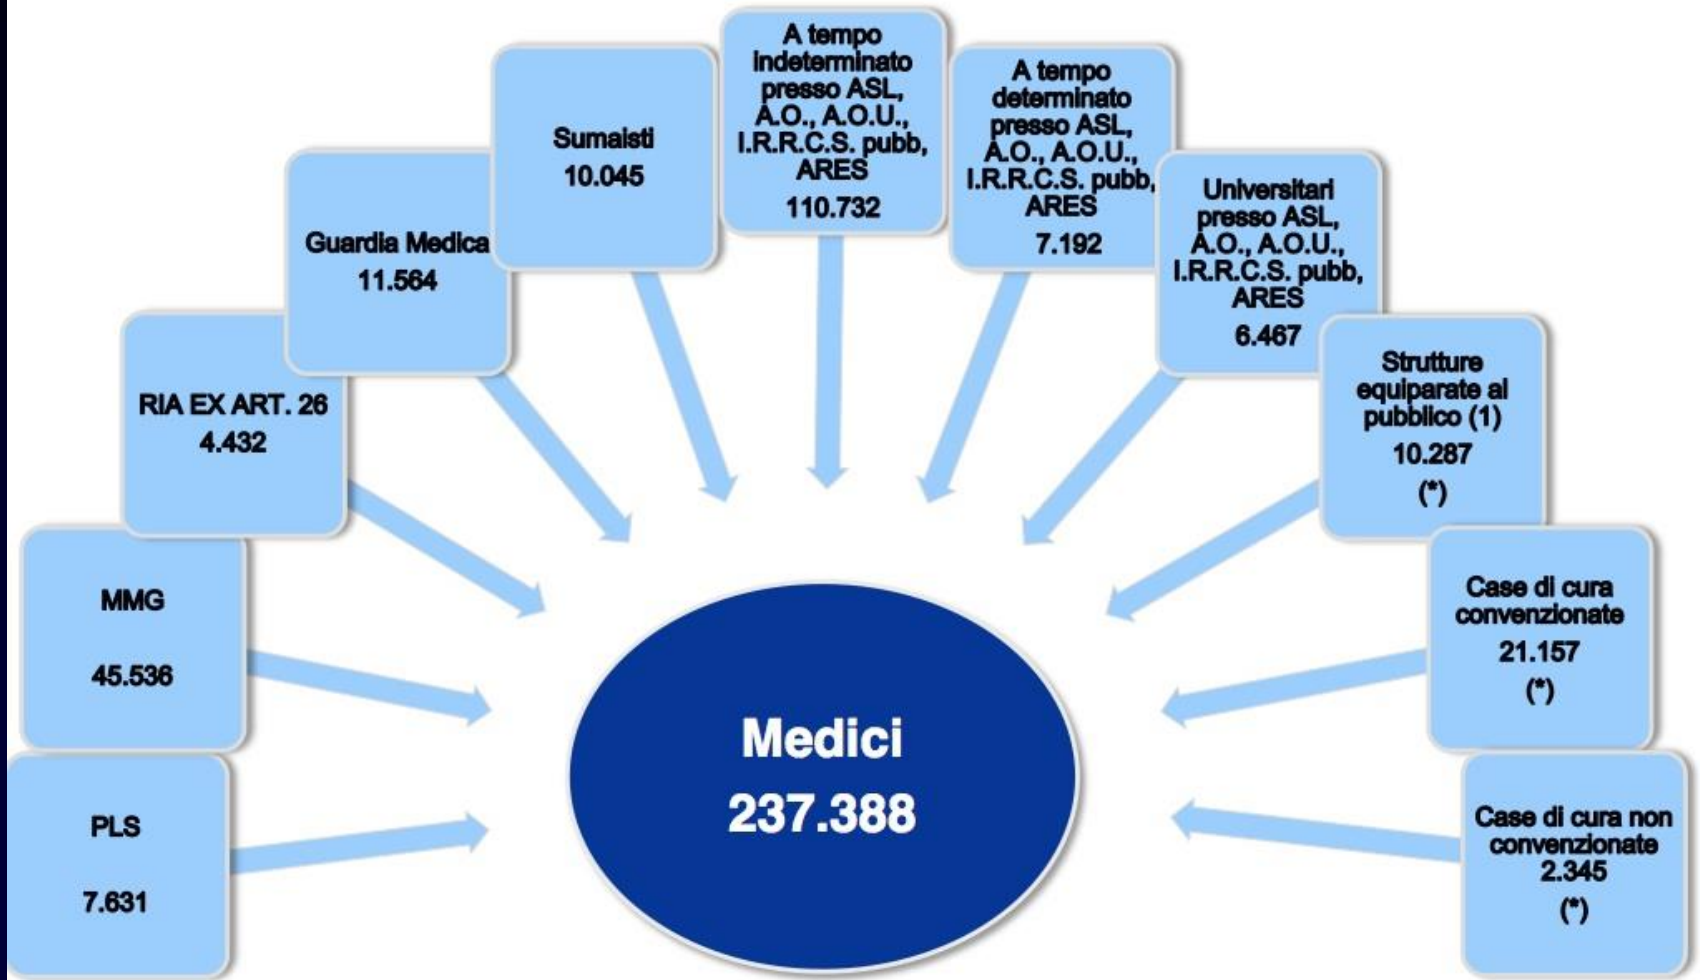 PLS
7.631
MMG
45.536
RIA EX ART. 26
4.432
Guardia Medica
11.564
Sumaisti
10.045
A tempo
indeterminato
presso ASL,
A.O., A.O.U.,
I.R.R.C.S. pubb,
ARES
110.732
A tempo
determinato
presso ASL,
A.O., A.O.U.,
I.R.R.C.S. pubb,
ARES
7.192
Universitari
presso ASL,
A.O., A.O.U.,
I.R.R.C.S. pubb,
ARES
6.467
Strutture
equiparate al
pubblico (1)
10.287
(*)
Case di cura
convenzionate
21.157
(*)
Case di cura non
convenzionate
2.345
(*)
Medici
237.388